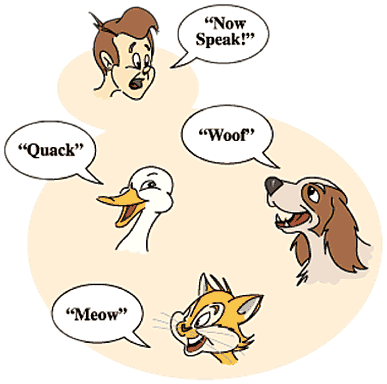 “Now
Speak!”
“Quack”
“Woof”
“Meow”